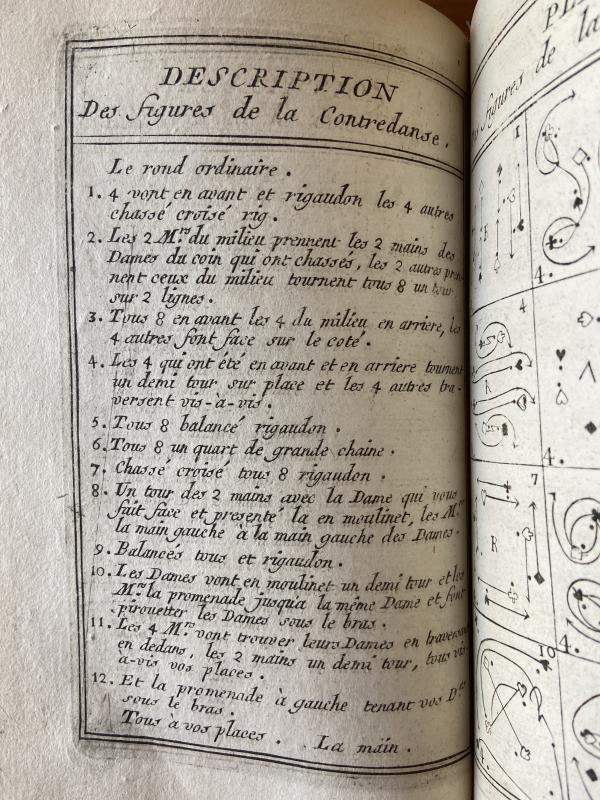 DESCRIPTION
Des figures de la Contredanse.
Le rond ordinaire.
1. 4 vont en avant et rigaudon les 4 autres
chassé croisé rig.
2. Les 2 Mrs du milieu prennent les 2 mains des
Dames du coin qui ont chassés, les 2 autres
nent ceux du milieu tournent tous 8 un tour
sur 2 lignes.
3. Tous 8 en avant les 4 du milieu en arriere, les
4 autres font face sur le coté.
4. Les 4 qui ont été en avant et en arriere tournent
un demi tour sur place et les 4 autres tra-
versent vis-à-vis.
5. Tous 8 balancé rigaudon.
6. Tous 8 un quart de grande chaine.
7. Chassé croisé tous 8 rigaudon.
8. Un tour des 2 mains avec la Dame qui vous
fait face et presenté la en moulinet, les Mrs
la main gauche à la main gauche des Dames.
9. Balancés tous et rigaudon.
10. Les Dames vont en moulinet un demi tour et les
Mrs la promenade jusqu'a la même Dame et font
pirouetter les Dames sous le bras.
11. Les 4 Mrs vont trouver leurs Dames en traversant
en dedans, les 2 mains un demi tour, tous vis-
à-vis vos places.
12. Et la promenade à gauche tenant vos Des
sous le bras.
Tous à vos places. La main.
figures de la
1
4.
4
R
4.
7
R
10
4.